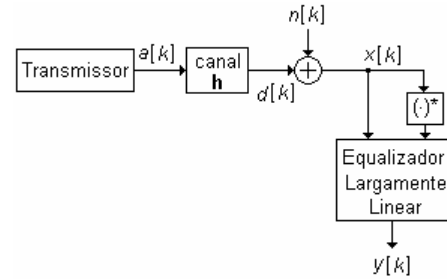 n[k]
Transmissor
a[k]
canal
h
d[k]
+
x[k]
(·)*
Equalizador
Largamente
Linear
y[k]